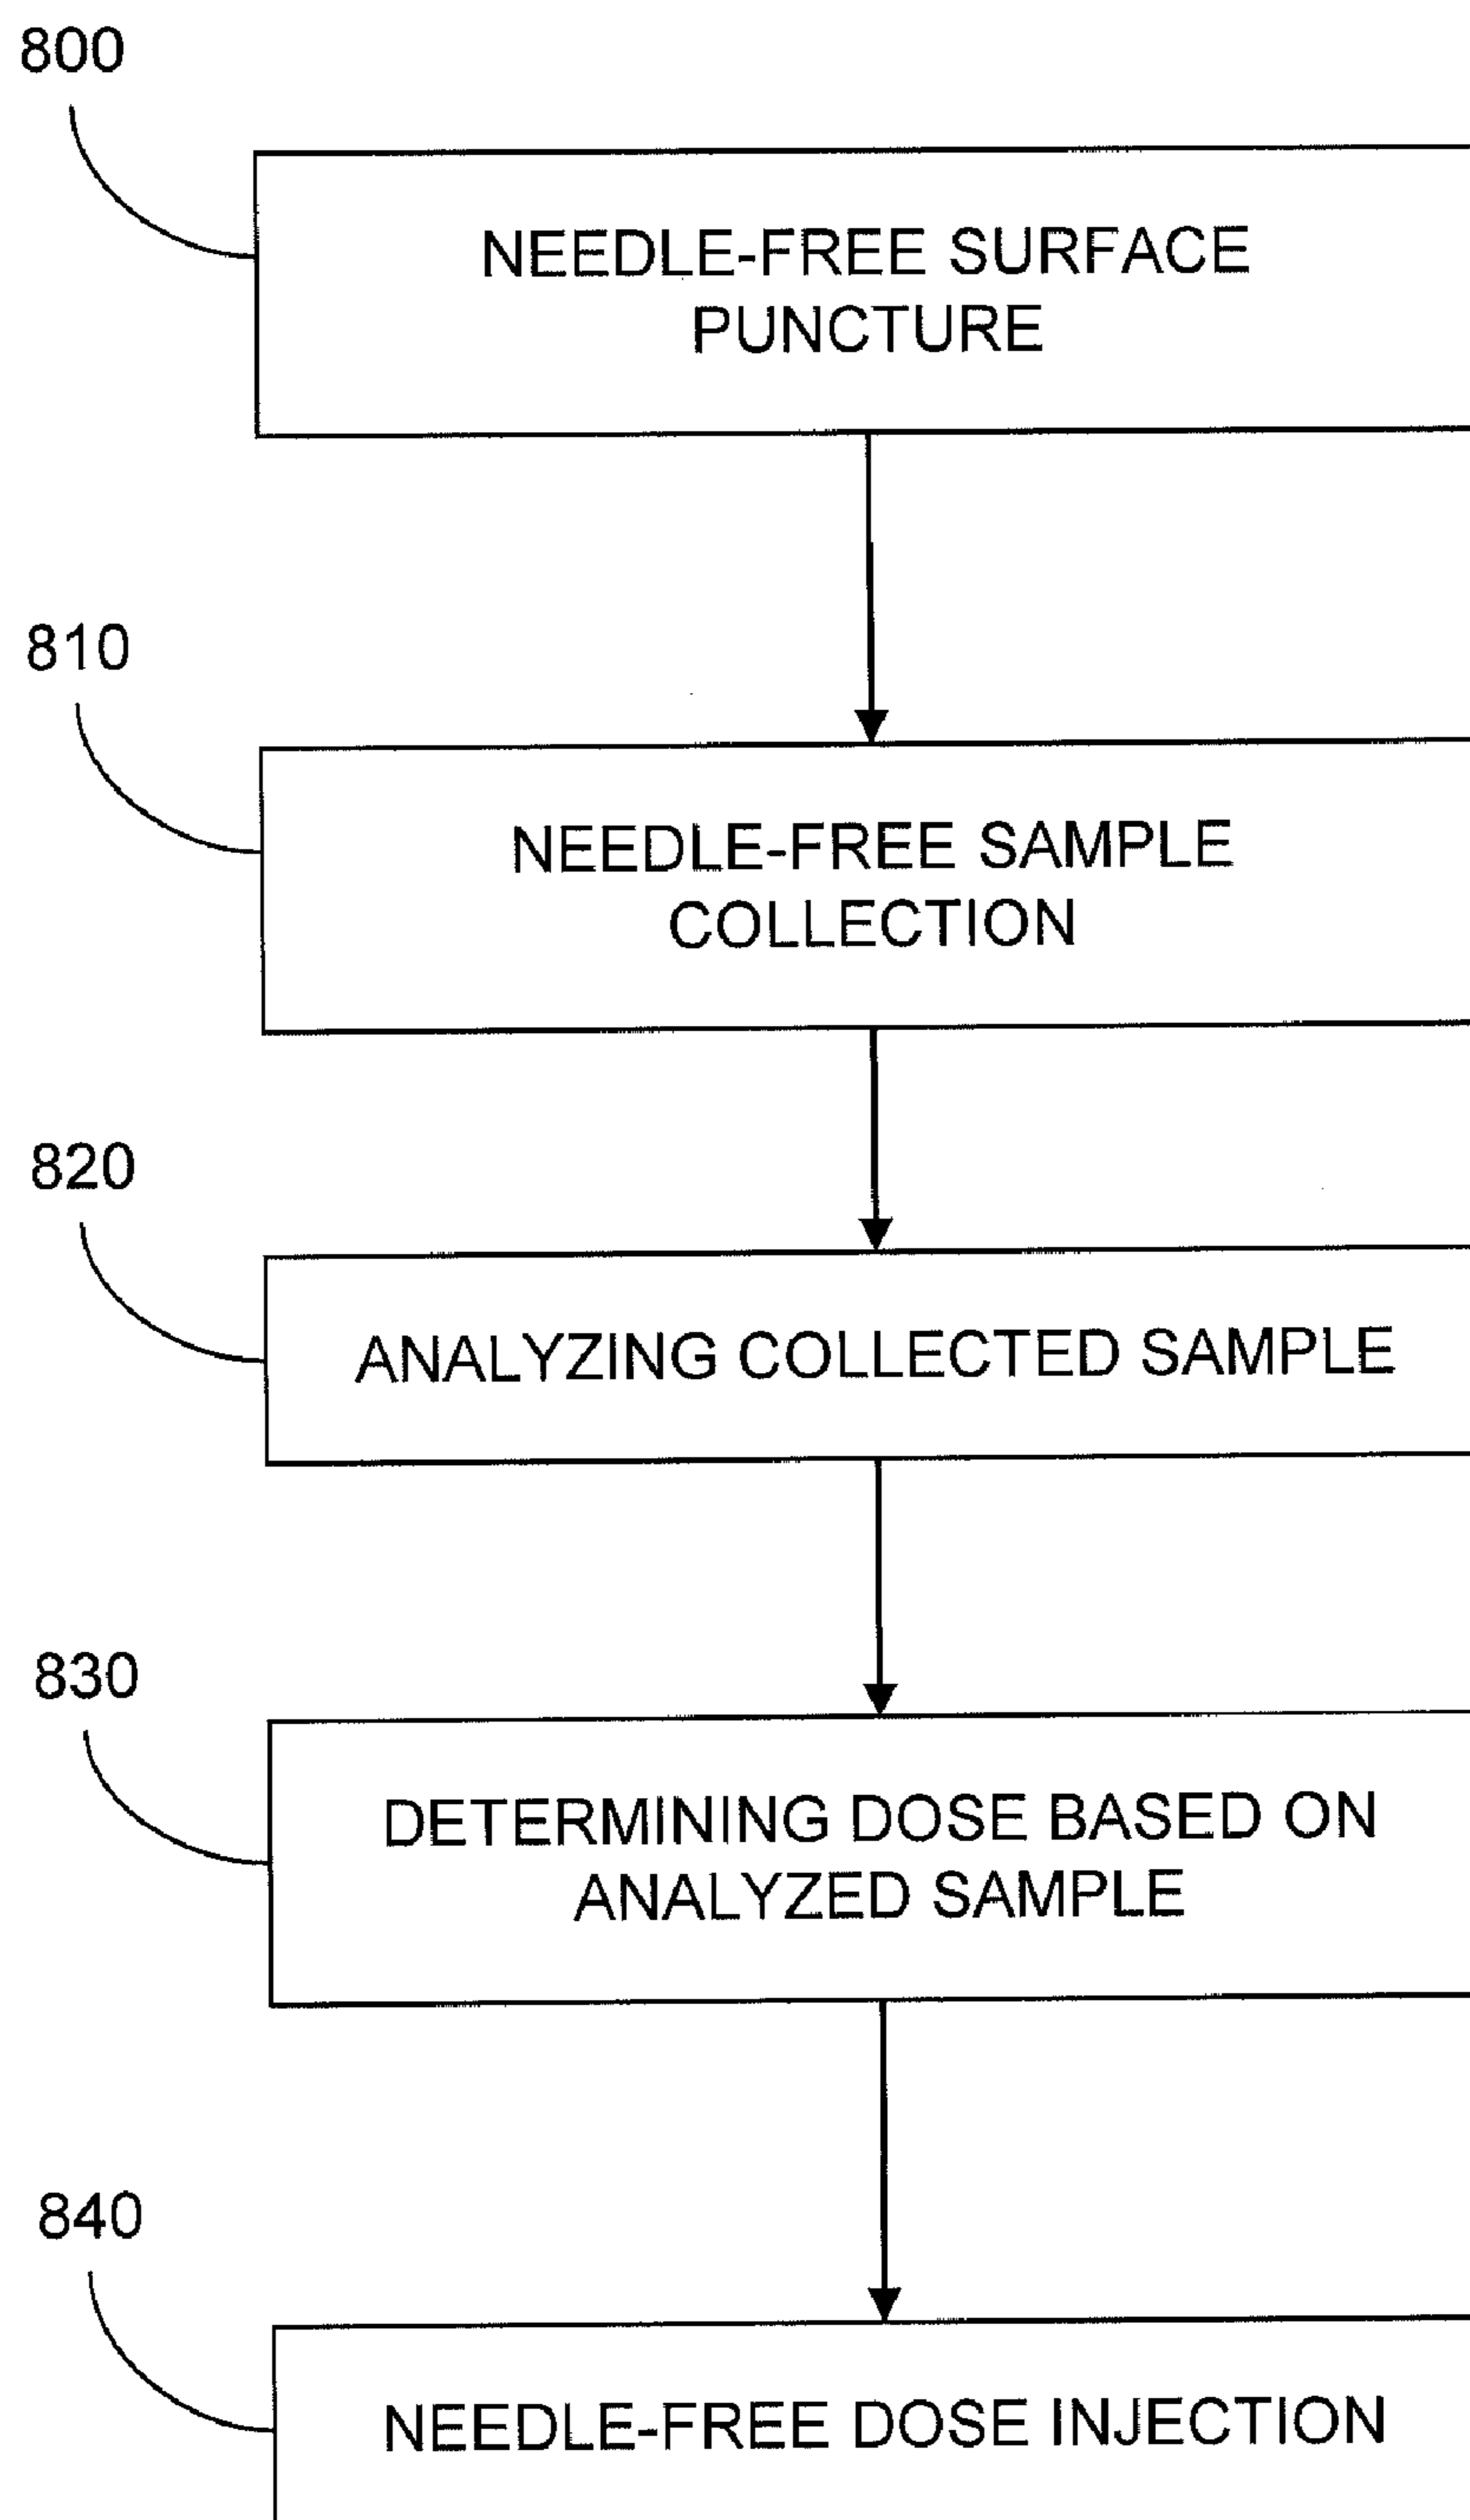 800
NEEDLE-FREE SURFACE
PUNCTURE
810
NEEDLE-FREE SAMPLE
COLLECTION
820
ANALYZING COLLECTED SAMPLE
830
DETERMINING DOSE BASED ON
ANALYZED SAMPLE
840
NEEDLE-FREE DOSE INJECTION